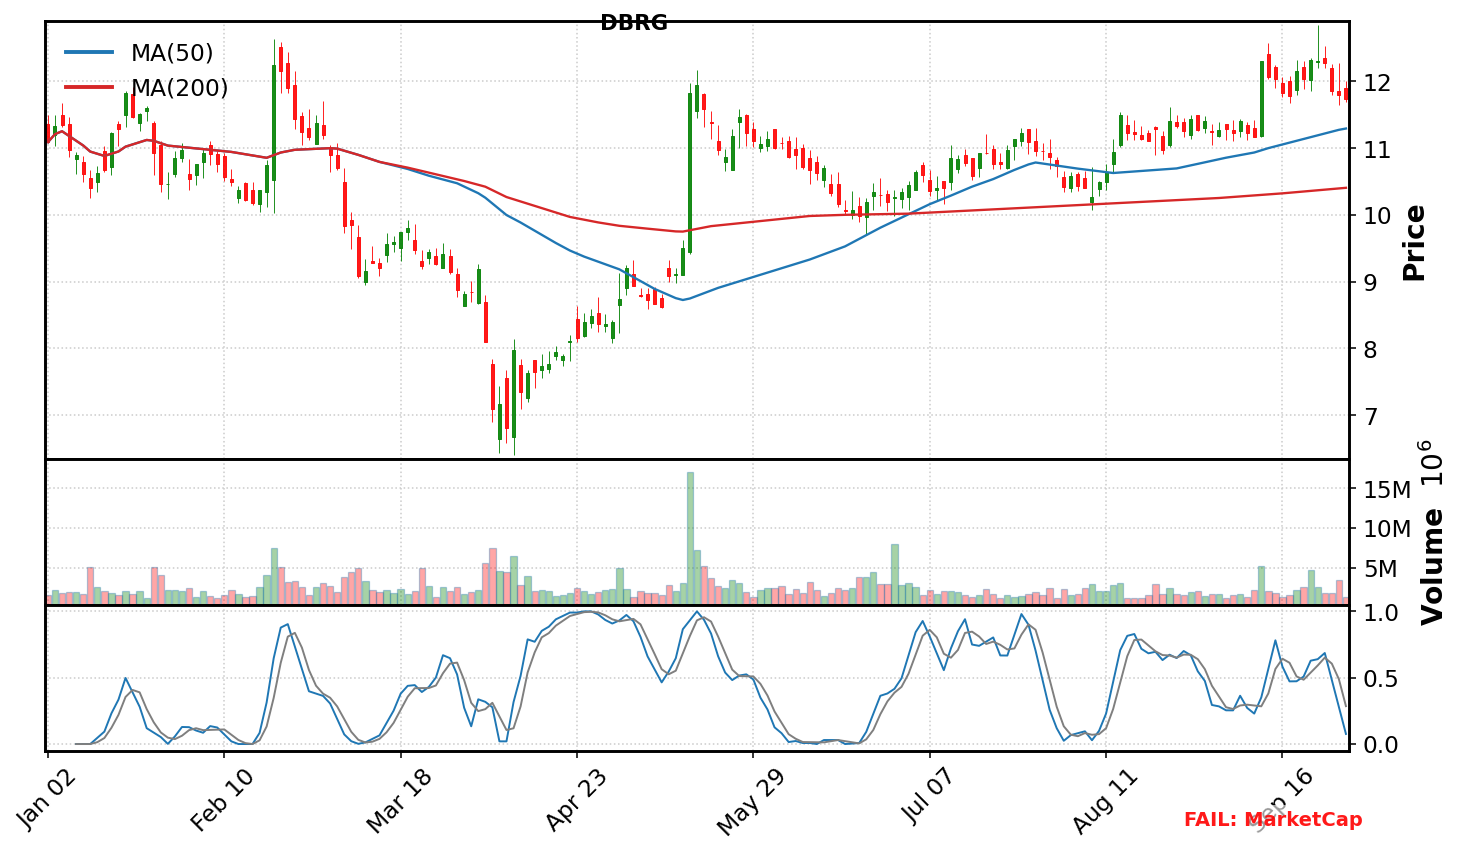 DBRG
MA(50)
MA(200)
12
11
10
9
8
7
Price
15M
10M
5M
Volume 10^6
1.0
0.5
0.0
Jan 02
Feb 10
Mar 18
Apr 23
May 29
Jul 07
Aug 11
Sep 16
FAIL: MarketCap